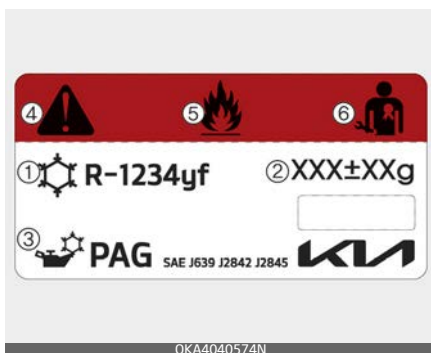 ④ ⑤ ⑥
① R-1234yf ②XXX±XXg
③ PAG SAE J639 J2842 J2845 KIA
OKA4040574N